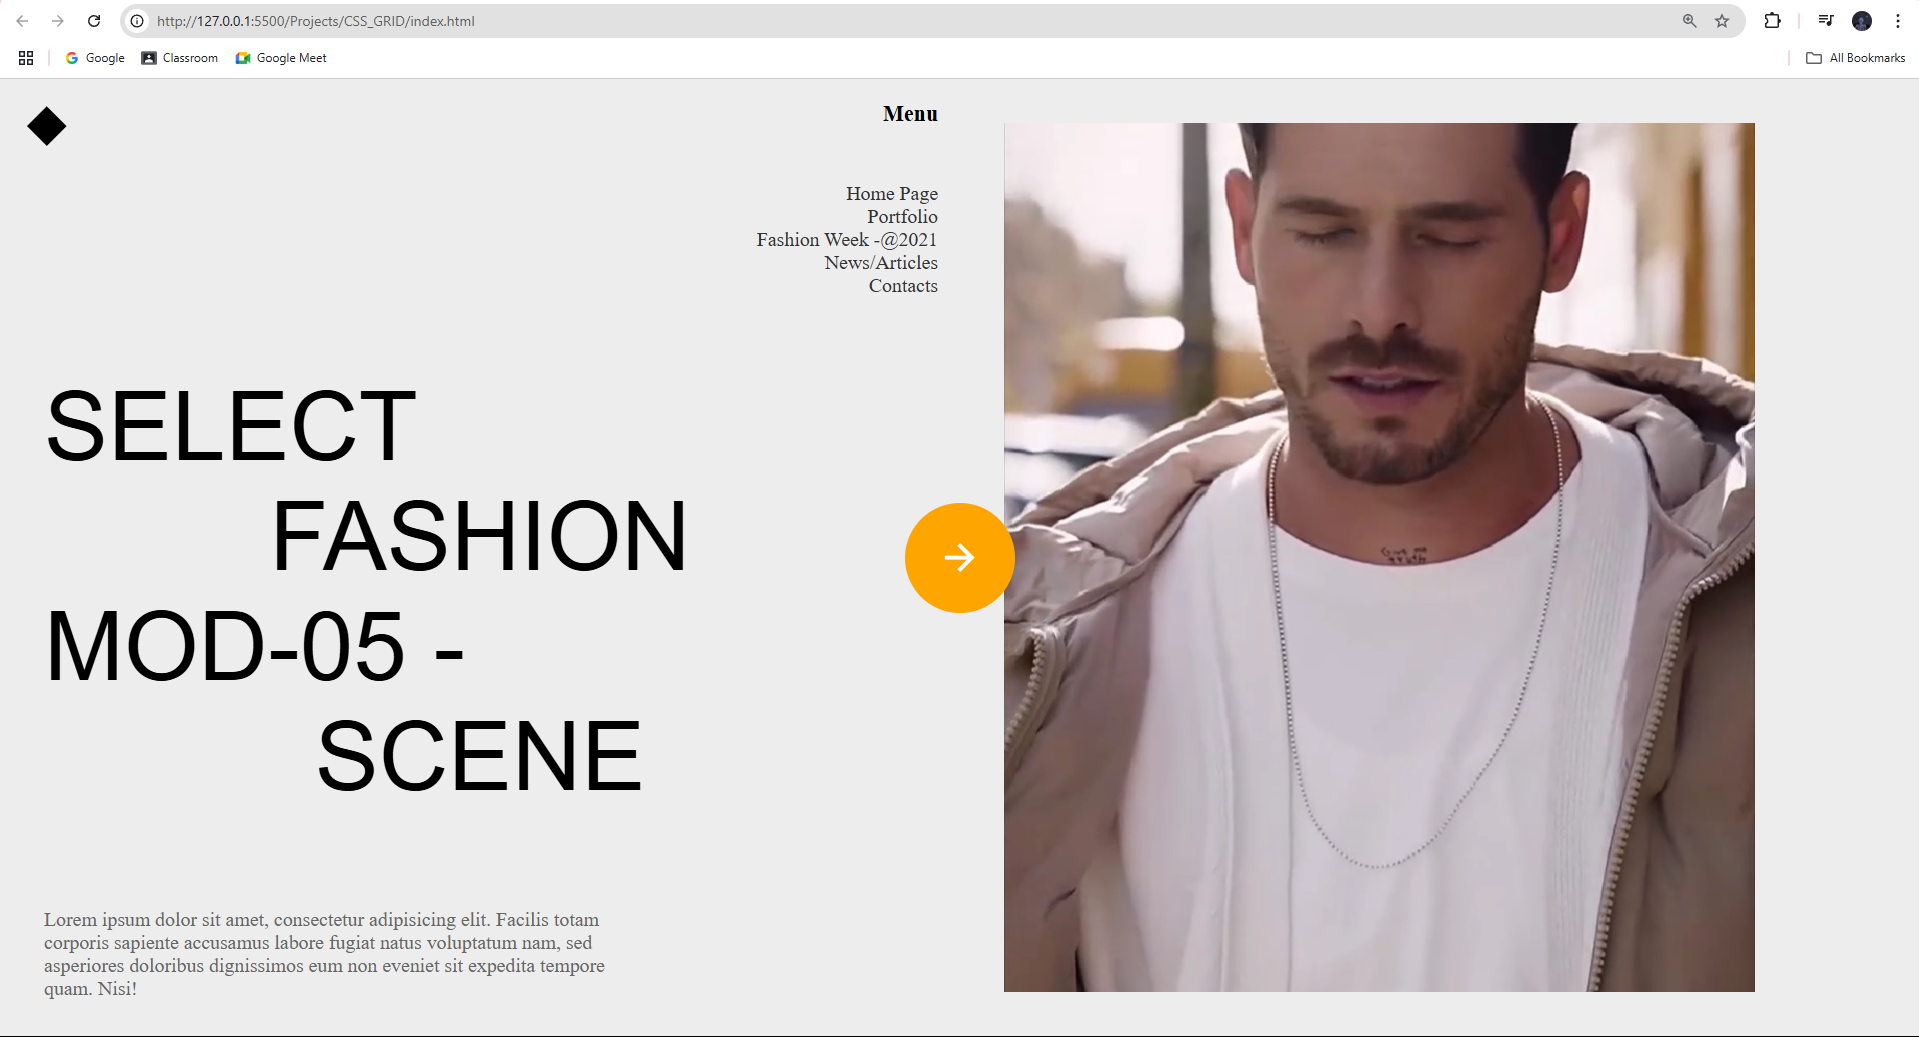 http://127.0.0.1:5500/Projects/CSS_GRID/index.html
Google
Classroom
Google Meet
All Bookmarks
Menu
Home Page
Portfolio
Fashion Week -@2021
News/Articles
Contacts
SELECT
FASHION
MOD-05 -
SCENE
Give me
truth
Lorem ipsum dolor sit amet, consectetur adipisicing elit. Facilis totam
corporis sapiente accusamus labore fugiat natus voluptatum nam, sed
asperiores doloribus dignissimos eum non eveniet sit expedita tempore
quam. Nisi!